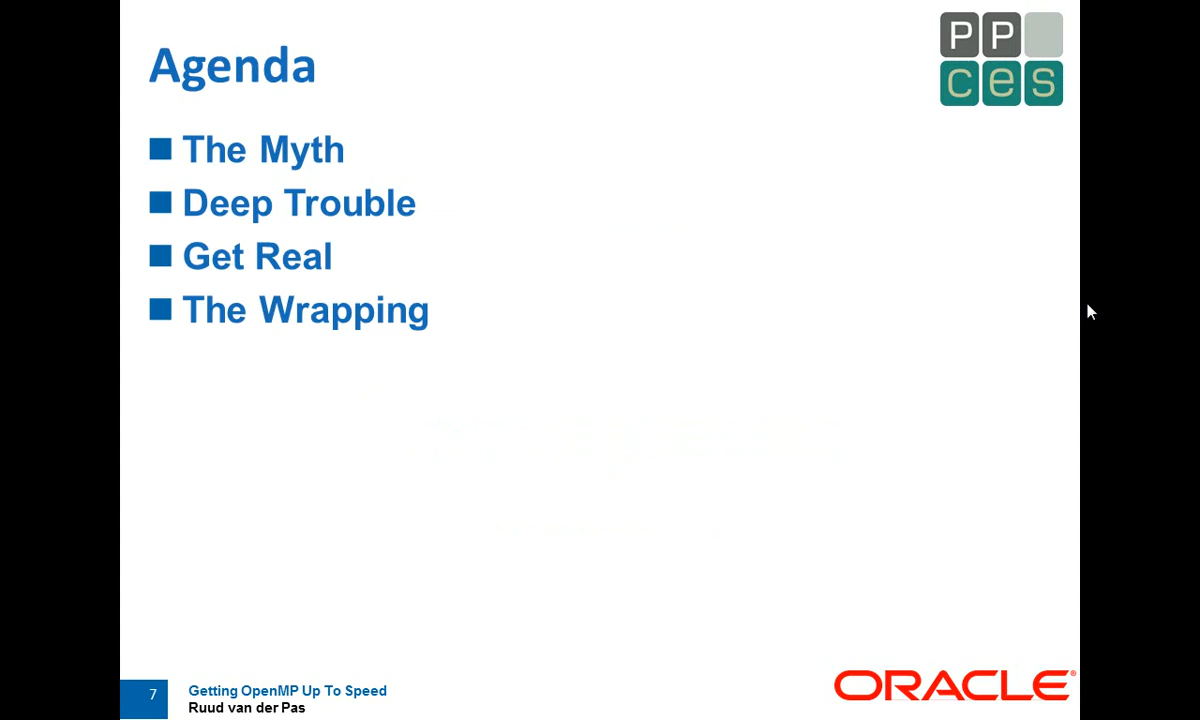 Agenda
PP
ces
The Myth
Deep Trouble
Get Real
The Wrapping
7
Getting OpenMP Up To Speed
Ruud van der Pas
ORACLE®